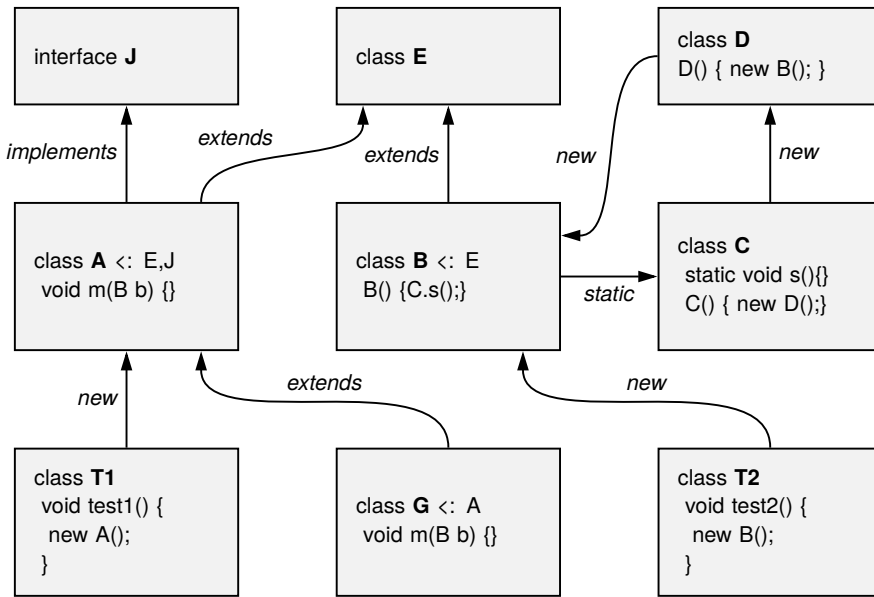 interface J
class E
class D
D() { new B(); }
implements
extends
extends
new
new
class A <: E,J
void m(B b) {}
class B <: E
B() {C.s();}
static
class C
static void s(){}
C() { new D();}
new
extends
new
class T1
void test1() {
new A();
}
class G <: A
void m(B b) {}
class T2
void test2() {
new B();
}